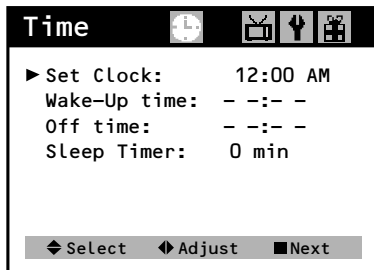 Time
Set Clock: 12:00 AM
Wake-Up time: - -:- -
Off time: - -:- -
Sleep Timer: 0 min
Select Adjust Next